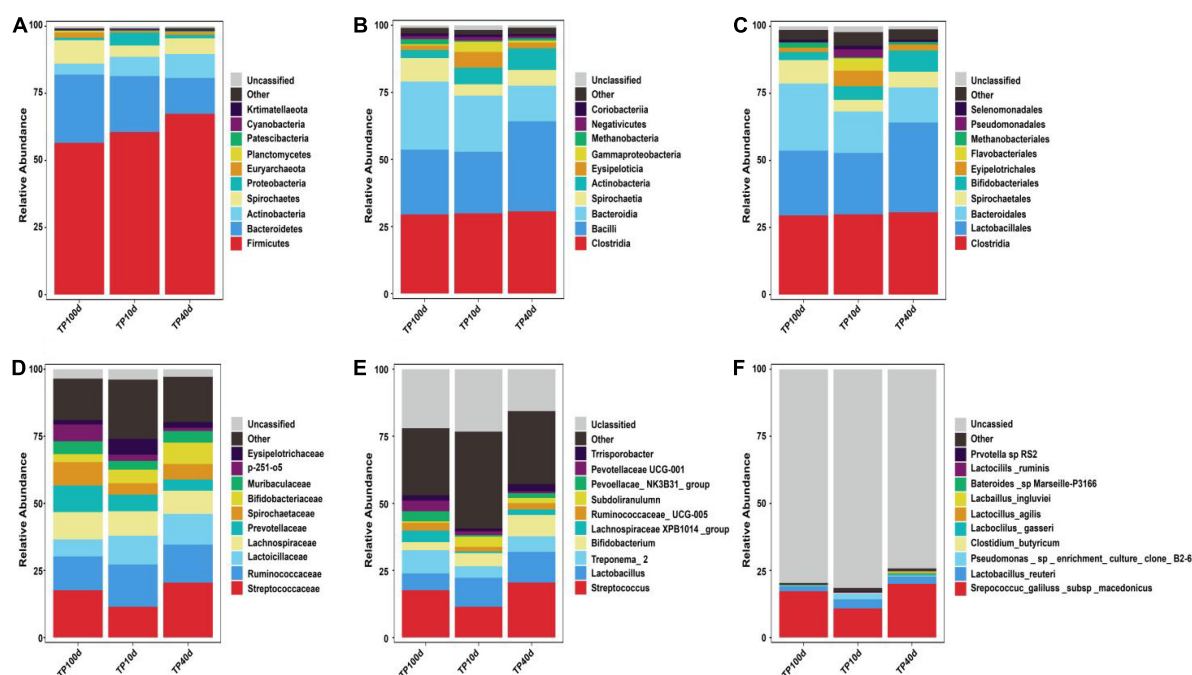 A
Relative Abundance
100
75
50
25
0
TP100d
TP10d
TP40d
Uncassified
Other
Krtimatellaeota
Cyanobacteria
Patescibacteria
Planctomycetes
Euryarchaeota
Proteobacteria
Spirochaetes
Actinobacteria
Bacteroidetes
Firmicutes
B
Relative Abundance
100
75
50
25
0
TP100d
TP10d
TP40d
Unclassified
Other
Coriobacteriia
Negativicutes
Methanobacteria
Gammaproteobacteria
Eysipeloticia
Actinobacteria
Spirochaetia
Bacteroidia
Bacilli
Clostridia
C
Relative Abundance
100
75
50
25
0
TP100d
TP10d
TP40d
Unclassified
Other
Selenomonadales
Pseudomonadales
Methanobacteriales
Flavobacteriales
Eyipelotrichales
Bifidobacteriales
Spirochaetales
Bacteroidales
Lactobacillales
Clostridia
D
Relative Abundance
100
75
50
25
0
TP100d
TP10d
TP40d
Uncassified
Other
Eysipelotrichaceae
p-251-o5
Muribaculaceae
Bifidobacteriaceae
Spirochaetaceae
Prevotellaceae
Lachnospiraceae
Lactoicillaceae
Ruminococcaceae
Streptococcaceae
E
Relative Abundance
100
75
50
25
0
TP100d
TP10d
TP40d
Uclassitied
Other
Trrisporobacter
Pevotellaceae UCG-001
Pevoellacae_ NK3B31_ group
Subdoliranulumn
Ruminococcaceae_ UCG-005
Lachnospiraceae XPB1014 _group
Bifidobacterium
Treponema_ 2
Lactobacillus
Streptococcus
F
Relative Abundance
100
75
50
25
0
TP100d
TP10d
TP40d
Uncassied
Other
Prvotella sp RS2
Lactocilils _ruminis
Bateroides _sp Marseille-P3166
Lacbaillus_ingluviei
Lactocillus_agilis
Lacbocliilus_ gasseri
Clostidium_butyricum
Pseudomonas _ sp _ enrichment_ culture_ clone_ B2-6
Lactobacillus_reuteri
Srepococcuc_galiluss _subsp _macedonicus